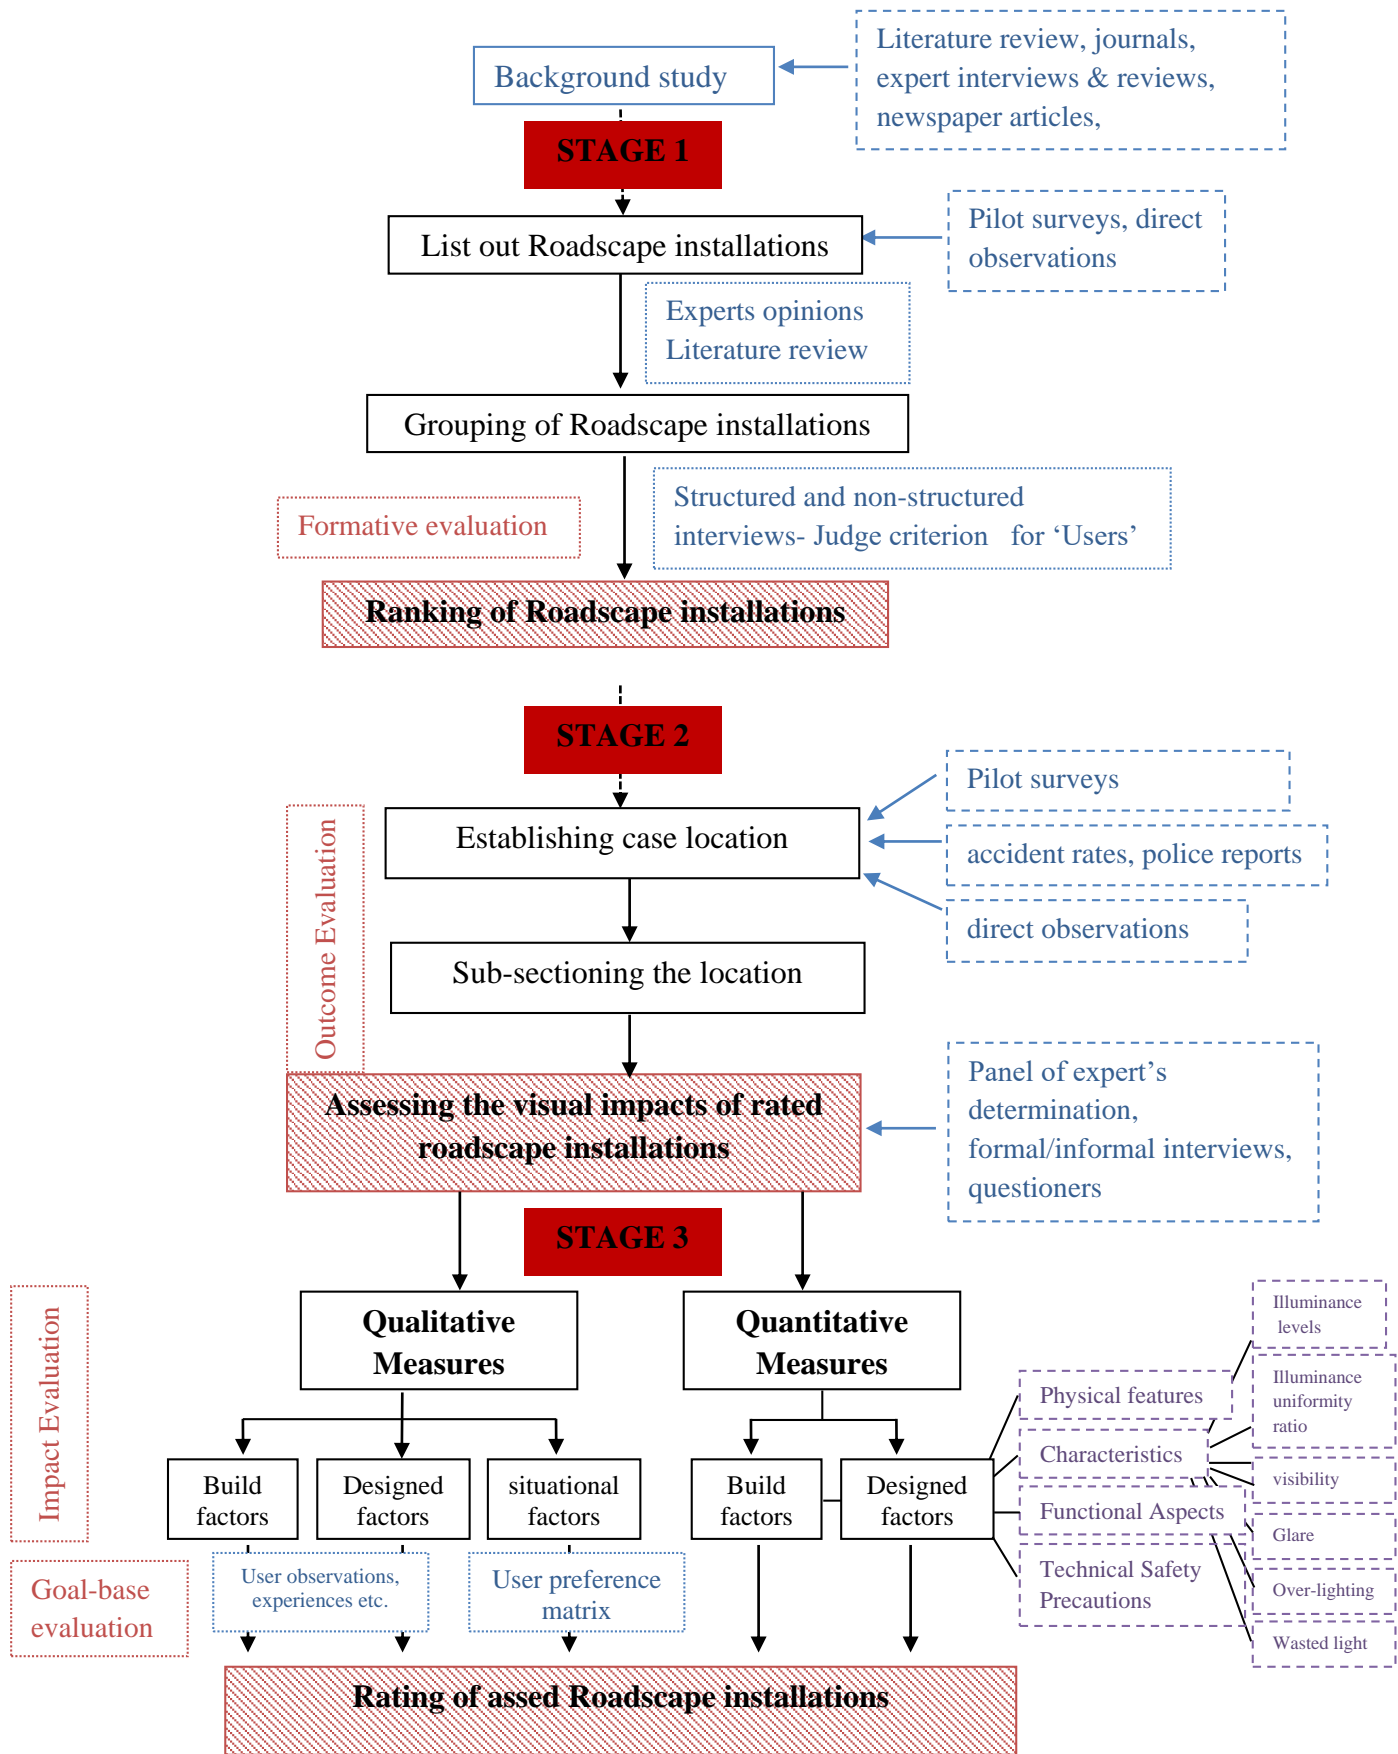 Background study
Literature review, journals,
expert interviews & reviews,
newspaper articles,
STAGE 1
List out Roadscape installations
Pilot surveys, direct
observations
Experts opinions
Literature review
Grouping of Roadscape installations
Formative evaluation
Structured and non-structured
interviews- Judge criterion for ‘Users’
Ranking of Roadscape installations
STAGE 2
Outcome Evaluation
Establishing case location
Pilot surveys
accident rates, police reports
direct observations
Sub-sectioning the location
Assessing the visual impacts of rated
roadscape installations
Panel of expert’s
determination,
formal/informal interviews,
questioners
STAGE 3
Impact Evaluation
Qualitative
Measures
Quantitative
Measures
Build
factors
Designed
factors
situational
factors
Build
factors
Designed
factors
Physical features
Characteristics
Functional Aspects
Technical Safety
Precautions
Illuminance
levels
Illuminance
uniformity
ratio
visibility
Glare
Over-lighting
Wasted light
Goal-base
evaluation
User observations,
experiences etc.
User preference
matrix
Rating of assed Roadscape installations